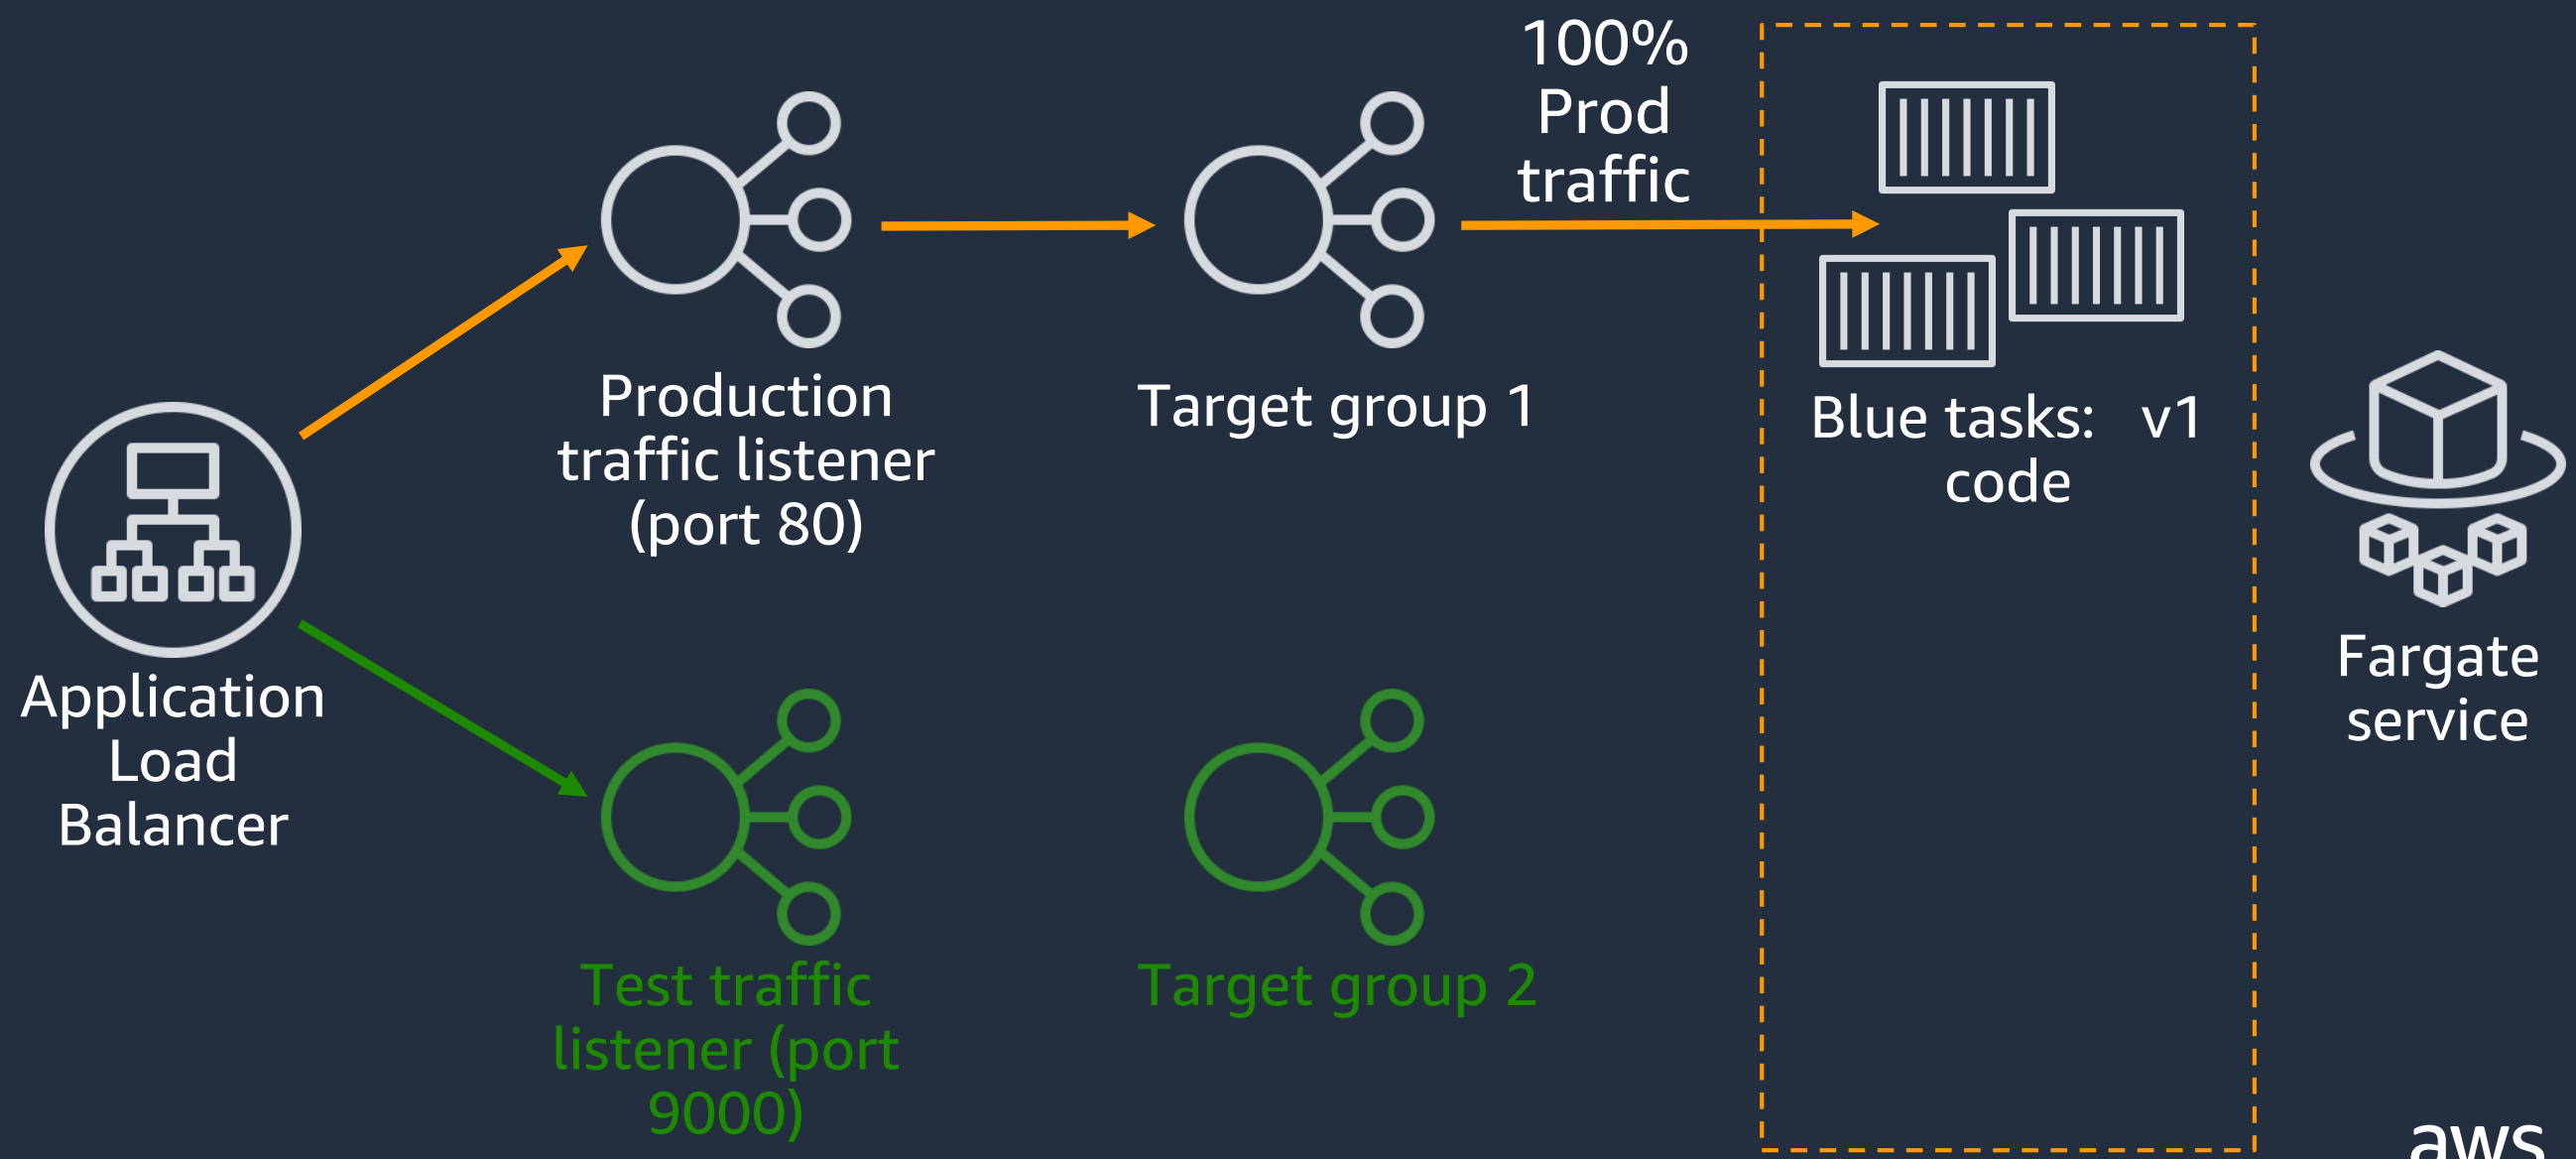 100%
Prod
traffic
Production
traffic listener
(port 80)
Target group 1
Blue tasks: v1
code
Application
Load
Balancer
Fargate
service
Test traffic
listener (port
9000)
Target group 2
aws